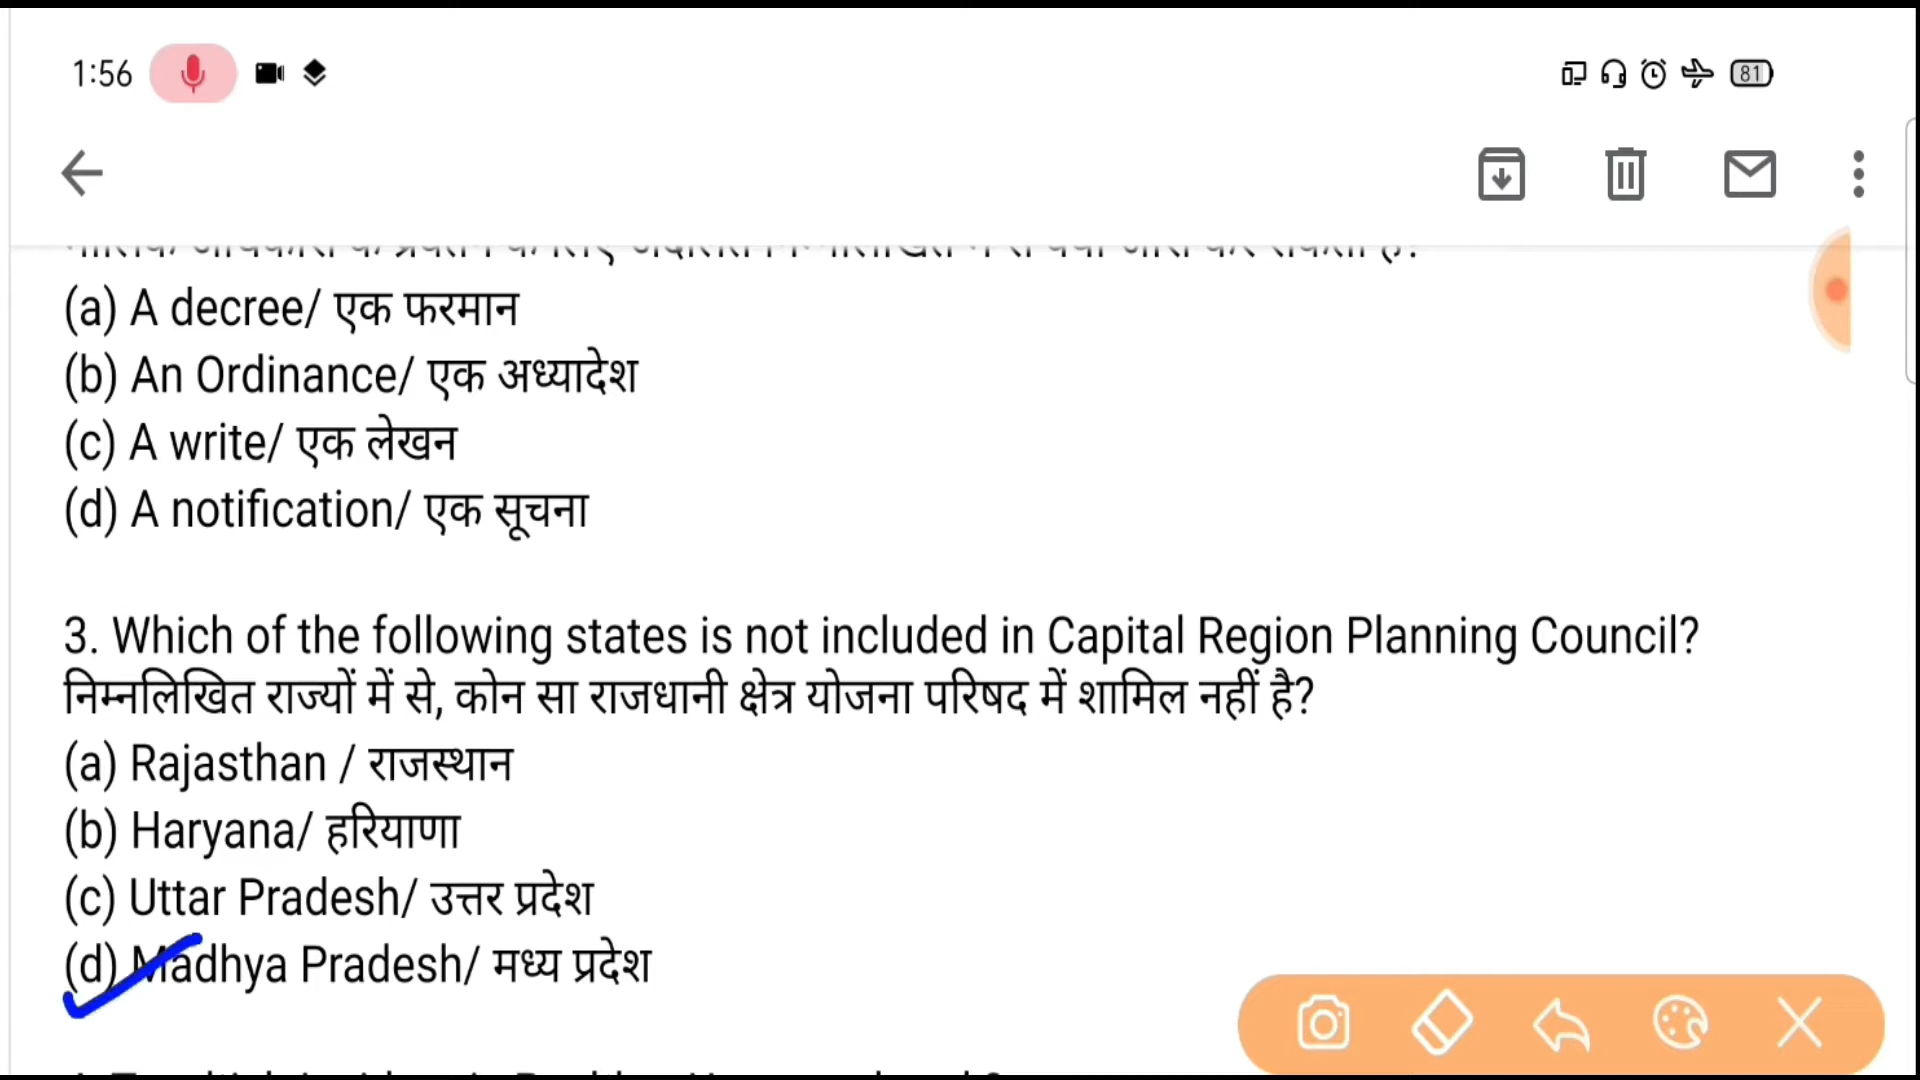 1:56
81
(a) A decree/ एक फरमान
(b) An Ordinance/ एक अध्यादेश
(c) A write/ एक लेखन
(d) A notification/ एक सूचना
3. Which of the following states is not included in Capital Region Planning Council?
निम्नलिखित राज्यों में से, कोन सा राजधानी क्षेत्र योजना परिषद में शामिल नहीं है?
(a) Rajasthan / राजस्थान
(b) Haryana/ हरियाणा
(c) Uttar Pradesh/ उत्तर प्रदेश
(d) Madhya Pradesh/ मध्य प्रदेश